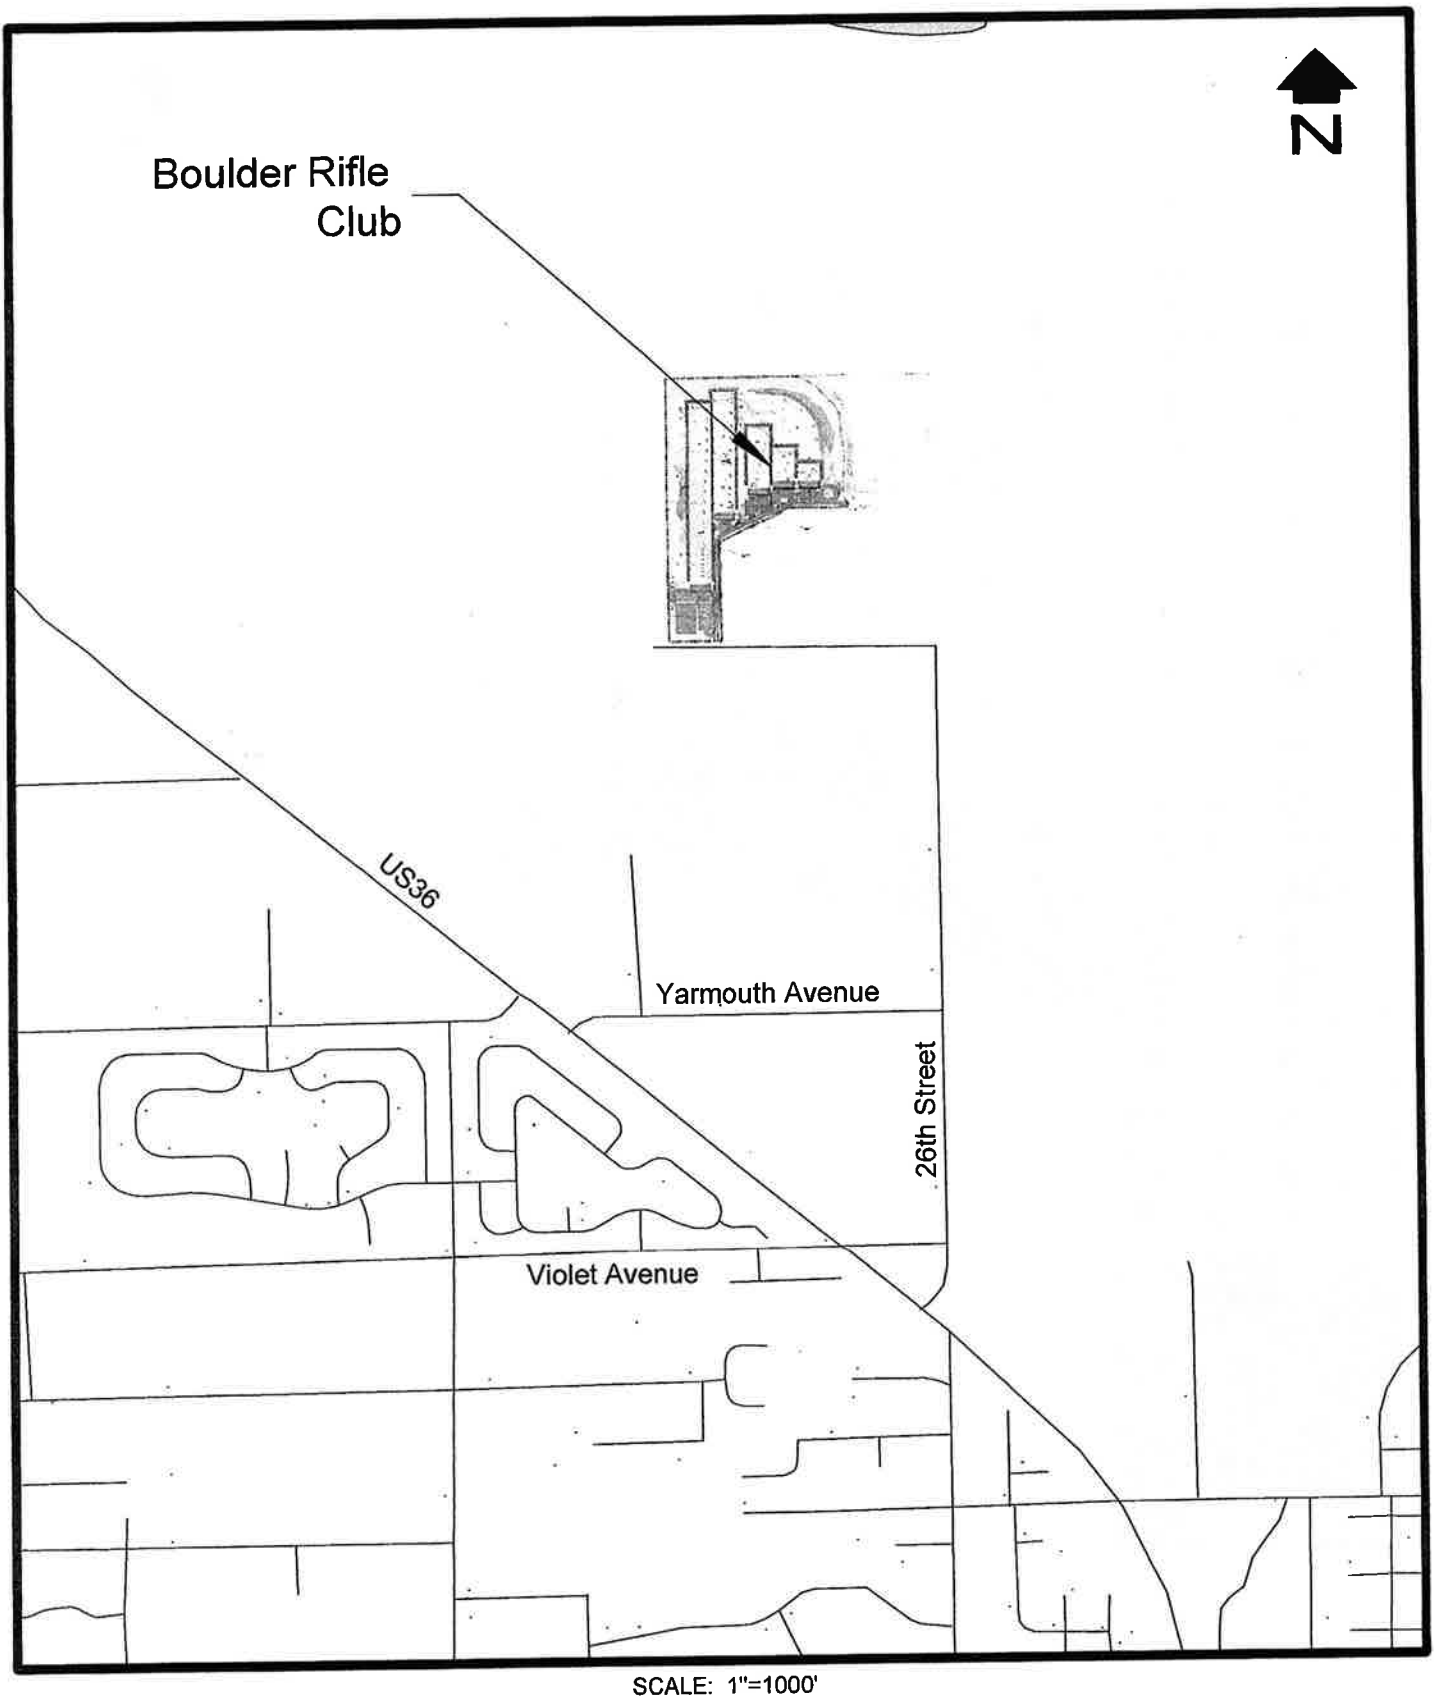 N
Boulder Rifle
Club
US36
Yarmouth Avenue
26th Street
Violet Avenue
SCALE: 1"=1000'